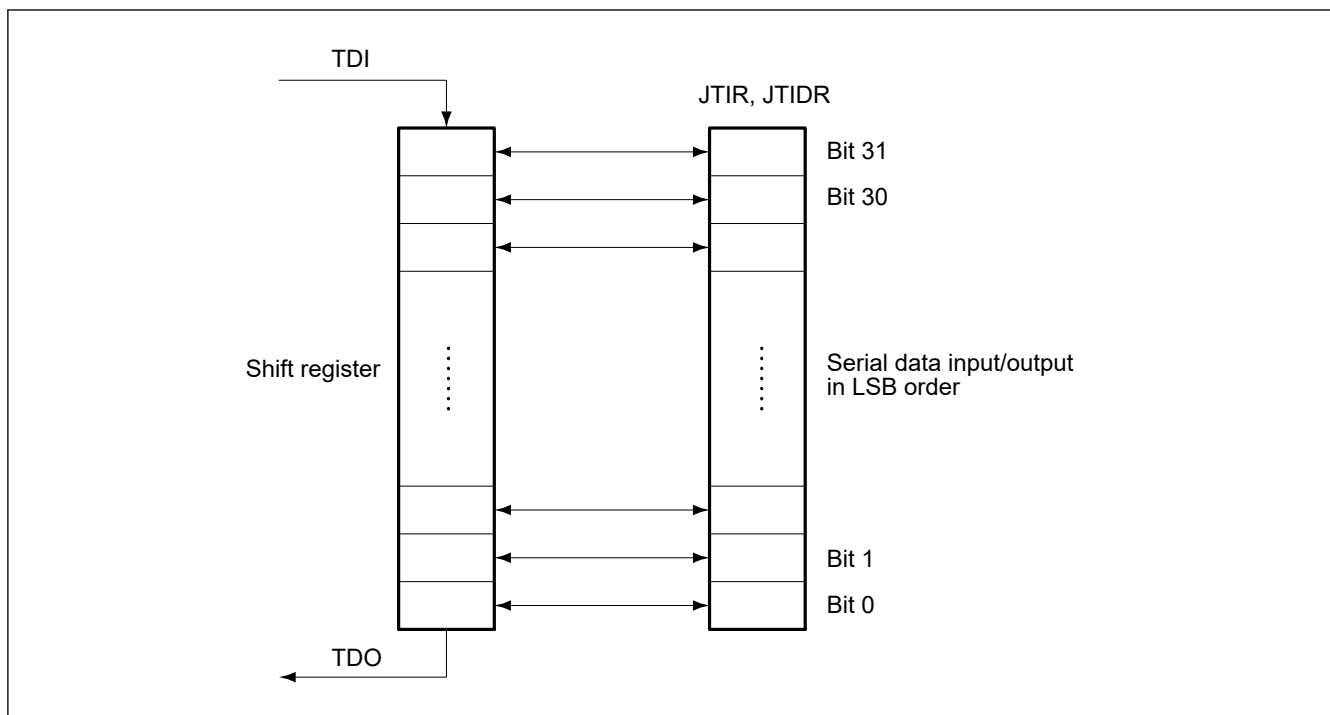 TDI
JTIR, JTIDR
Bit 31
Bit 30
Shift register
Serial data input/output
in LSB order
Bit 1
Bit 0
TDO